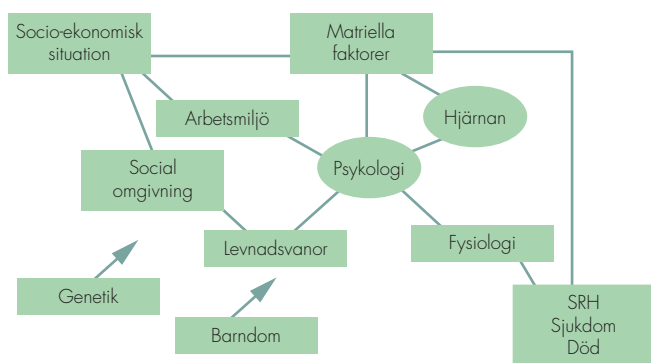 Socio-ekonomisk
situation
Matriella
faktorer
Arbetsmiljö
Hjärnan
Social
omgivning
Psykologi
Levnadsvanor
Fysiologi
Genetik
Barndom
SRH
Sjukdom
Död